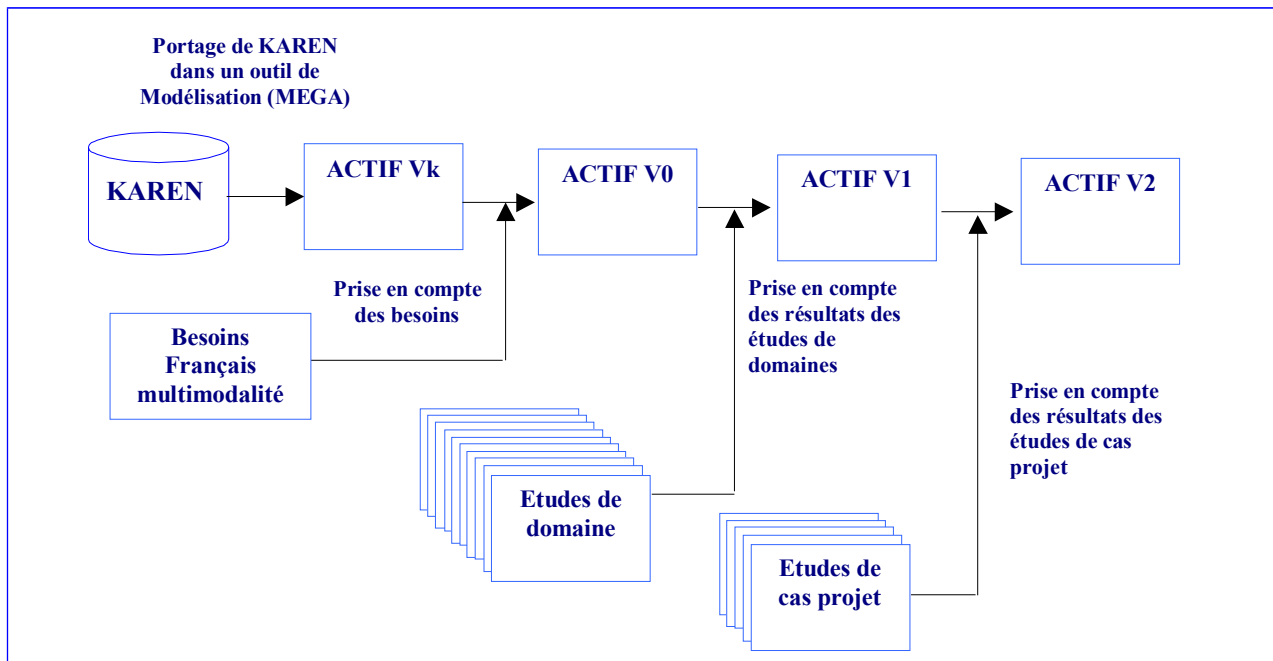 Portage de KAREN
dans un outil de
Modélisation (MEGA)
KAREN
ACTIF Vk
ACTIF V0
ACTIF V1
ACTIF V2
Prise en compte
des besoins
Besoins
Français
multimodalité
Prise en compte
des résultats des
études de
domaines
Etudes de
domaine
Prise en compte
des résultats des
études de cas
projet
Etudes de
cas projet